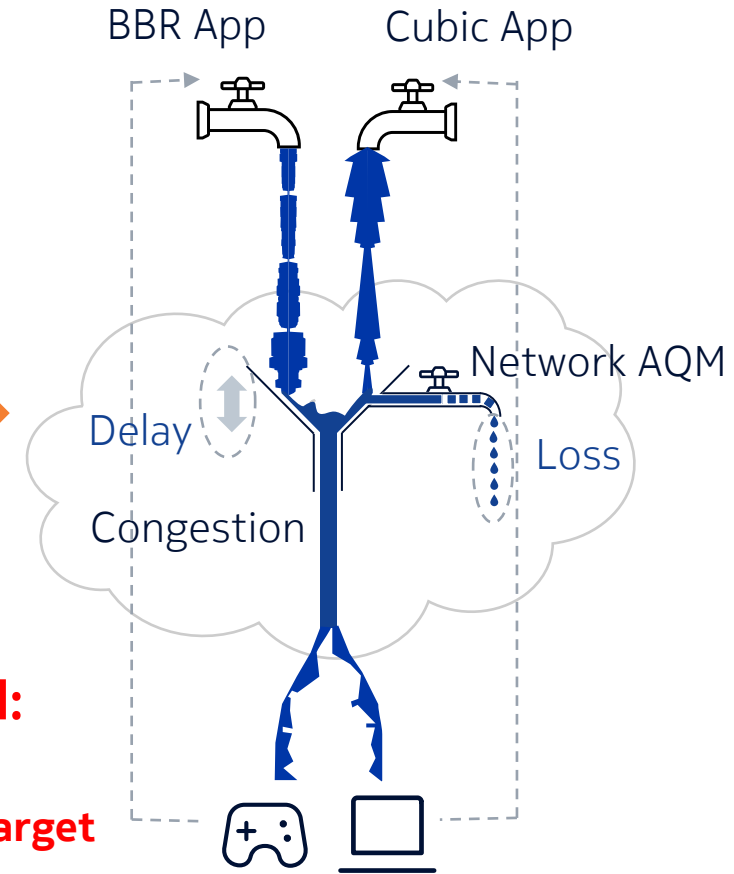 BBR App
Cubic App
Network AQM
Delay
Loss
Congestion